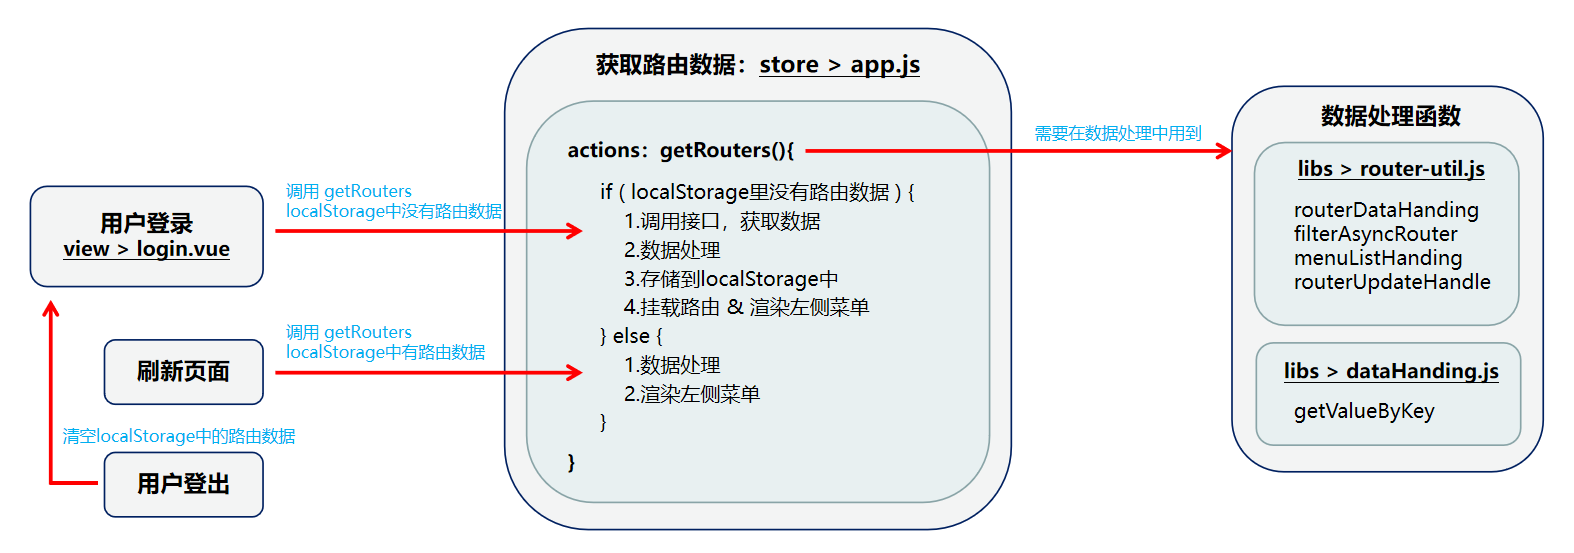 获取路由数据：store > app.js
actions：getRouters(){
if ( localStorage里没有路由数据 ) {
1.调用接口，获取数据
2.数据处理
3.存储到localStorage中
4.挂载路由 & 渲染左侧菜单
} else {
1.数据处理
2.渲染左侧菜单
}
}
调用 getRouters
localStorage中没有路由数据
用户登录
view > login.vue
调用 getRouters
localStorage中有路由数据
刷新页面
清空localStorage中的路由数据
用户登出
需要在数据处理中用到
数据处理函数
libs > router-util.js
routerDataHanding
filterAsyncRouter
menuListHanding
routerUpdateHandle
libs > dataHanding.js
getValueByKey